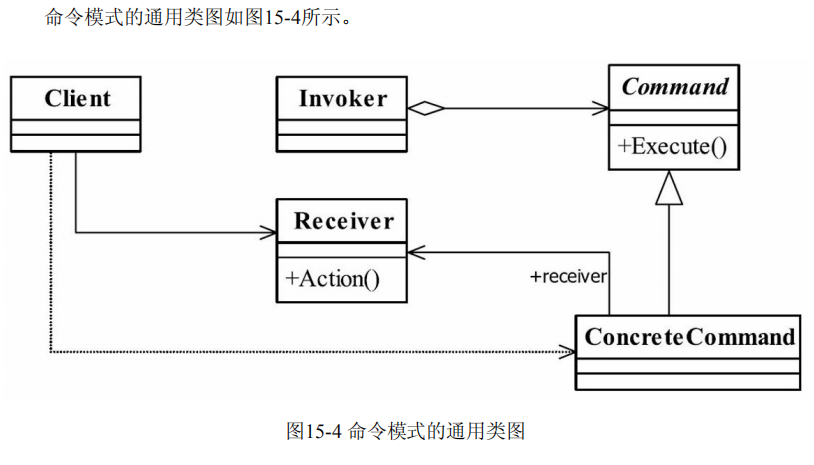 命令模式的通用类图如图15-4所示。
Client
Invoker
Command
+Execute()
Receiver
+Action()
+receiver
ConcreteCommand
图15-4 命令模式的通用类图